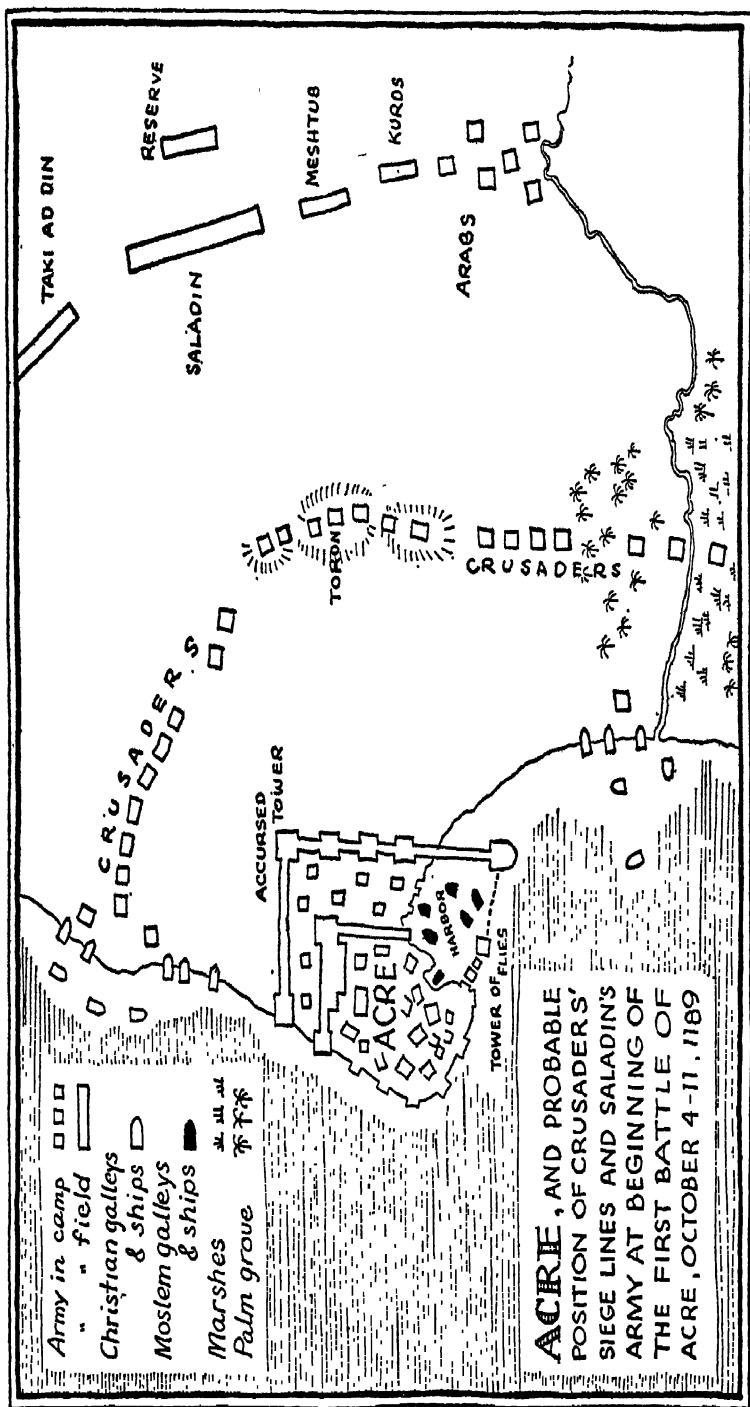 Army in camp
" " field
Christian galleys
& ships
Moslem galleys
& ships
Marshes
Palm grove
ACRE, AND PROBABLE
POSITION OF CRUSADERS'
SIEGE LINES AND SALADIN'S
ARMY AT BEGINNING OF
THE FIRST BATTLE OF
ACRE, OCTOBER 4-11, 1189
CRUSADERS
ACCURSED
TOWER
ACRE
HARBOR
TOWER OF FLIES
TORON
CRUSADERS
TAKI AD DIN
SALADIN
RESERVE
MESHTUB
KURDS
ARABS